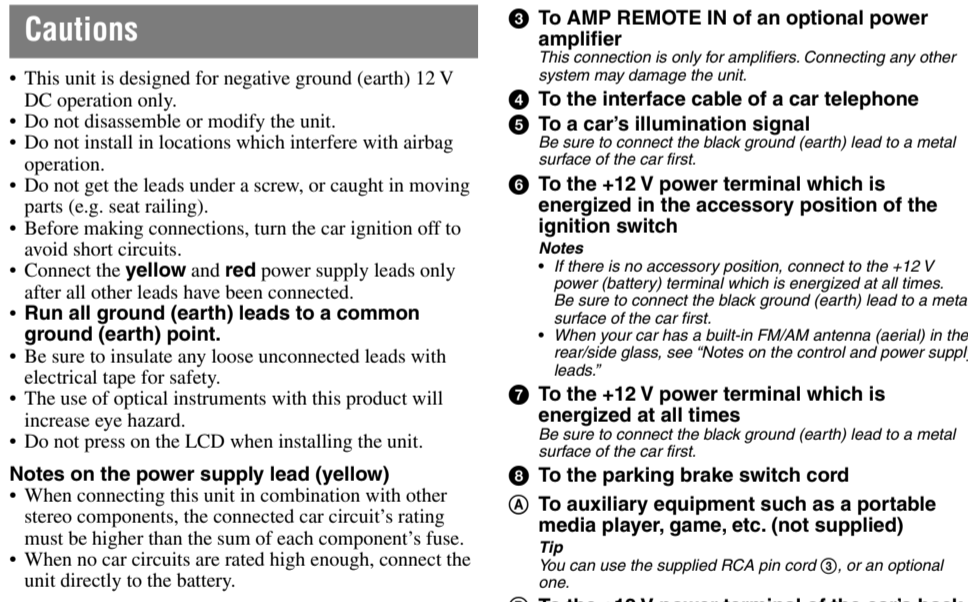 Cautions
• This unit is designed for negative ground (earth) 12 V
DC operation only.
• Do not disassemble or modify the unit.
• Do not install in locations which interfere with airbag
operation.
• Do not get the leads under a screw, or caught in moving
parts (e.g. seat railing).
• Before making connections, turn the car ignition off to
avoid short circuits.
• Connect the yellow and red power supply leads only
after all other leads have been connected.
• Run all ground (earth) leads to a common
ground (earth) point.
• Be sure to insulate any loose unconnected leads with
electrical tape for safety.
• The use of optical instruments with this product will
increase eye hazard.
• Do not press on the LCD when installing the unit.
Notes on the power supply lead (yellow)
• When connecting this unit in combination with other
stereo components, the connected car circuit's rating
must be higher than the sum of each component's fuse.
• When no car circuits are rated high enough, connect the
unit directly to the battery.
❸ To AMP REMOTE IN of an optional power
amplifier
This connection is only for amplifiers. Connecting any other
system may damage the unit.
❹ To the interface cable of a car telephone
❺ To a car's illumination signal
Be sure to connect the black ground (earth) lead to a metal
surface of the car first.
❻ To the +12 V power terminal which is
energized in the accessory position of the
ignition switch
Notes
• If there is no accessory position, connect to the +12 V
power (battery) terminal which is energized at all times.
Be sure to connect the black ground (earth) lead to a metal
surface of the car first.
• When your car has a built-in FM/AM antenna (aerial) in the
rear/side glass, see “Notes on the control and power supply
leads.”
❼ To the +12 V power terminal which is
energized at all times
Be sure to connect the black ground (earth) lead to a metal
surface of the car first.
❽ To the parking brake switch cord
Ⓐ To auxiliary equipment such as a portable
media player, game, etc. (not supplied)
Tip
You can use the supplied RCA pin cord ③, or an optional
one.